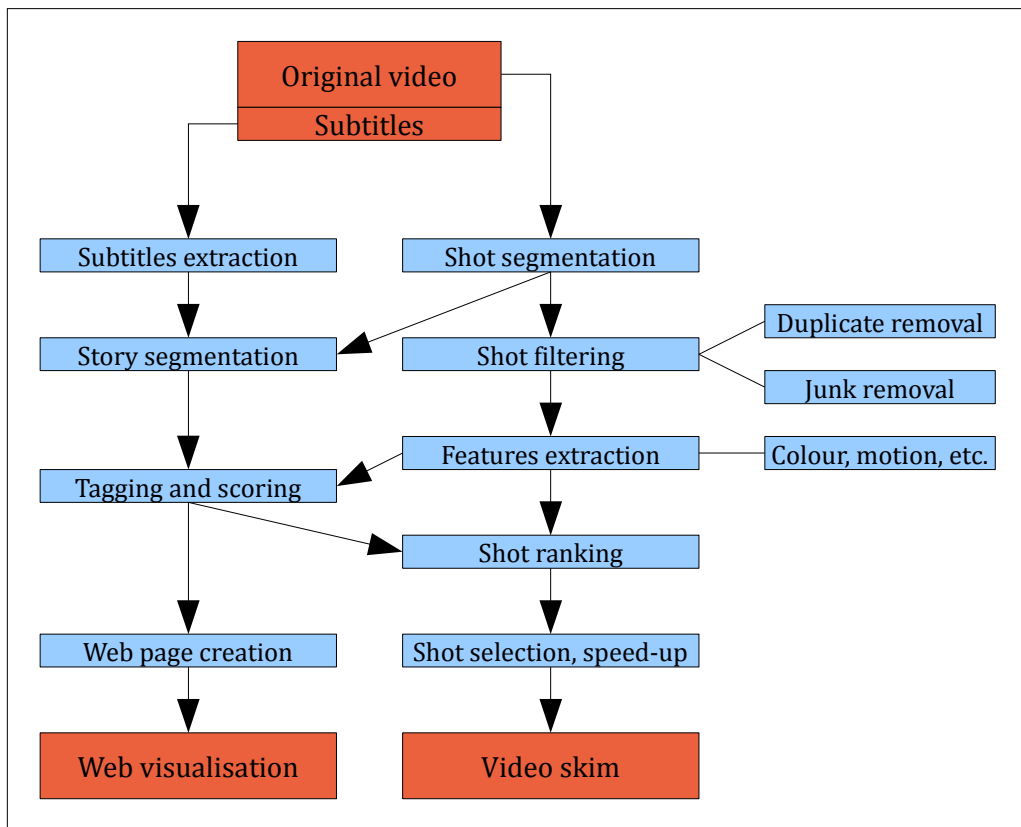 Original video
Subtitles
Subtitles extraction
Shot segmentation
Story segmentation
Shot filtering
Duplicate removal
Junk removal
Features extraction
Colour, motion, etc.
Tagging and scoring
Shot ranking
Web page creation
Shot selection, speed-up
Web visualisation
Video skim